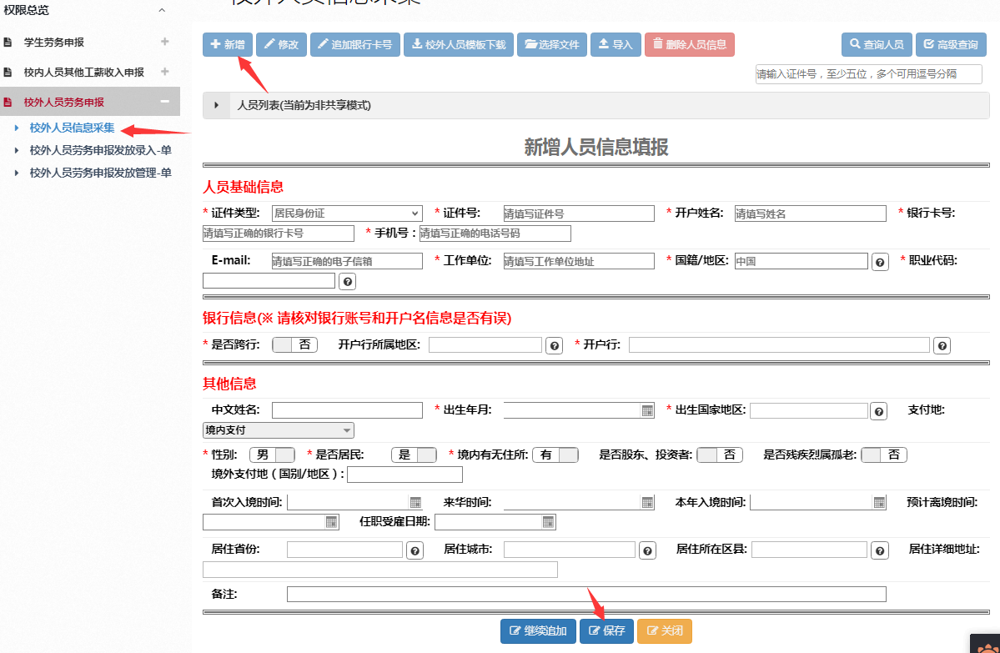 校外人员信息采集
权限总览
学生劳务申报
校内人员其他工薪收入申报
校外人员劳务申报
校外人员信息采集
校外人员劳务申报发放录入-单
校外人员劳务申报发放管理-单
新增 修改 追加银行卡号 校外人员模板下载 选择文件 导入 删除人员信息 查询人员 高级查询
请输入证件号，至少五位，多个可用逗号分隔
人员列表(当前为非共享模式)
新增人员信息填报
人员基础信息
* 证件类型: 居民身份证 * 证件号: 请填写证件号 * 开户姓名: 请填写姓名 * 银行卡号:
请填写正确的银行卡号 * 手机号： 请填写正确的电话号码
E-mail: 请填写正确的电子信箱 * 工作单位: 请填写工作单位地址 * 国籍/地区: 中国 * 职业代码:
银行信息(※ 请核对银行账号和开户名信息是否有误)
* 是否跨行: 否 开户行所属地区: * 开户行:
其他信息
中文姓名: * 出生年月: * 出生国家地区: 支付地:
境内支付
* 性别: 男 * 是否居民: 是 * 境内有无住所: 有 是否股东、投资者: 否 是否残疾烈属孤老: 否
境外支付地（国别/地区）:
首次入境时间: 来华时间: 本年入境时间: 预计离境时间:
任职受雇日期:
居住省份: 居住城市: 居住所在区县: 居住详细地址:
备注:
继续追加 保存 关闭